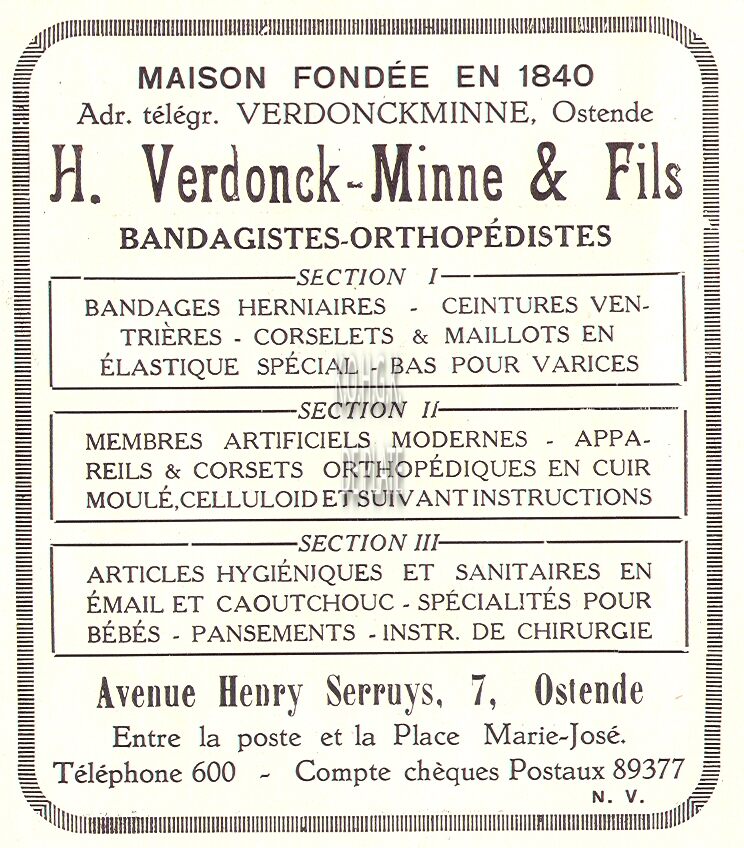 MAISON FONDÉE EN 1840
Adr. télégr. VERDONCKMINNE, Ostende
H. Verdonck-Minne & Fils
BANDAGISTES-ORTHOPÉDISTES
SECTION I
BANDAGES HERNIAIRES - CEINTURES VEN-
TRIÈRES - CORSELETS & MAILLOTS EN
ÉLASTIQUE SPÉCIAL - BAS POUR VARICES
SECTION II
MEMBRES ARTIFICIELS MODERNES - APPA-
REILS & CORSETS ORTHOPÉDIQUES EN CUIR
MOULÉ, CELLULOID ET SUIVANT INSTRUCTIONS
SECTION III
ARTICLES HYGIÉNIQUES ET SANITAIRES EN
ÉMAIL ET CAOUTCHOUC - SPÉCIALITÉS POUR
BÉBÉS - PANSEMENTS - INSTR. DE CHIRURGIE
Avenue Henry Serruys, 7, Ostende
Entre la poste et la Place Marie-José.
Téléphone 600 - Compte chèques Postaux 89377
N. V.